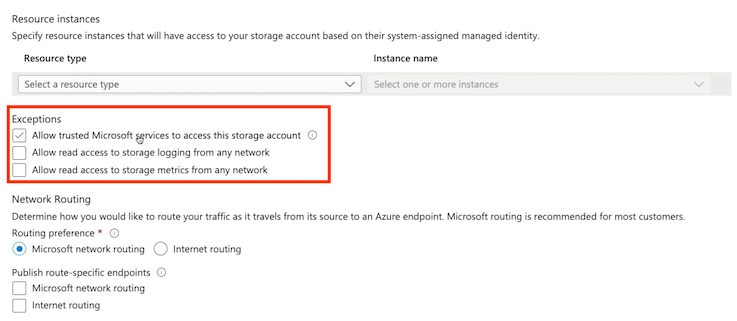 Resource instances
Specify resource instances that will have access to your storage account based on their system-assigned managed identity.
Resource type Instance name
Select a resource type Select one or more instances
Exceptions
Allow trusted Microsoft services to access this storage account
Allow read access to storage logging from any network
Allow read access to storage metrics from any network
Network Routing
Determine how you would like to route your traffic as it travels from its source to an Azure endpoint. Microsoft routing is recommended for most customers.
Routing preference *
Microsoft network routing Internet routing
Publish route-specific endpoints
Microsoft network routing
Internet routing